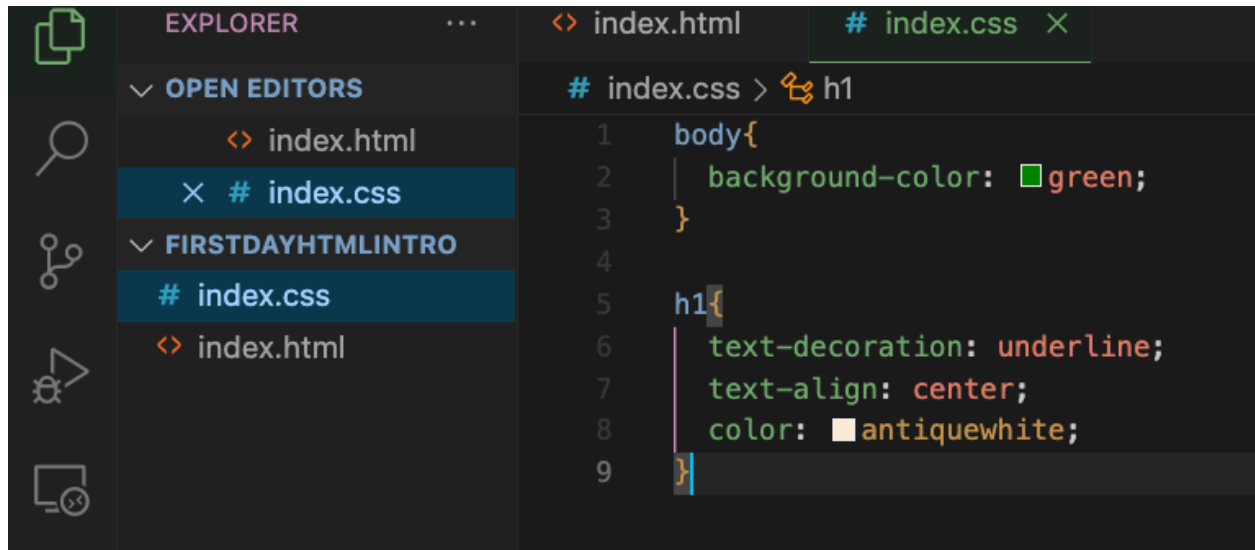 EXPLORER ...
OPEN EDITORS
index.html
# index.css
FIRSTDAYHTMLINTRO
# index.css
index.html
index.html # index.css
# index.css > h1
1 body{
2 background-color: green;
3 }
4
5 h1{
6 text-decoration: underline;
7 text-align: center;
8 color: antiquewhite;
9 }